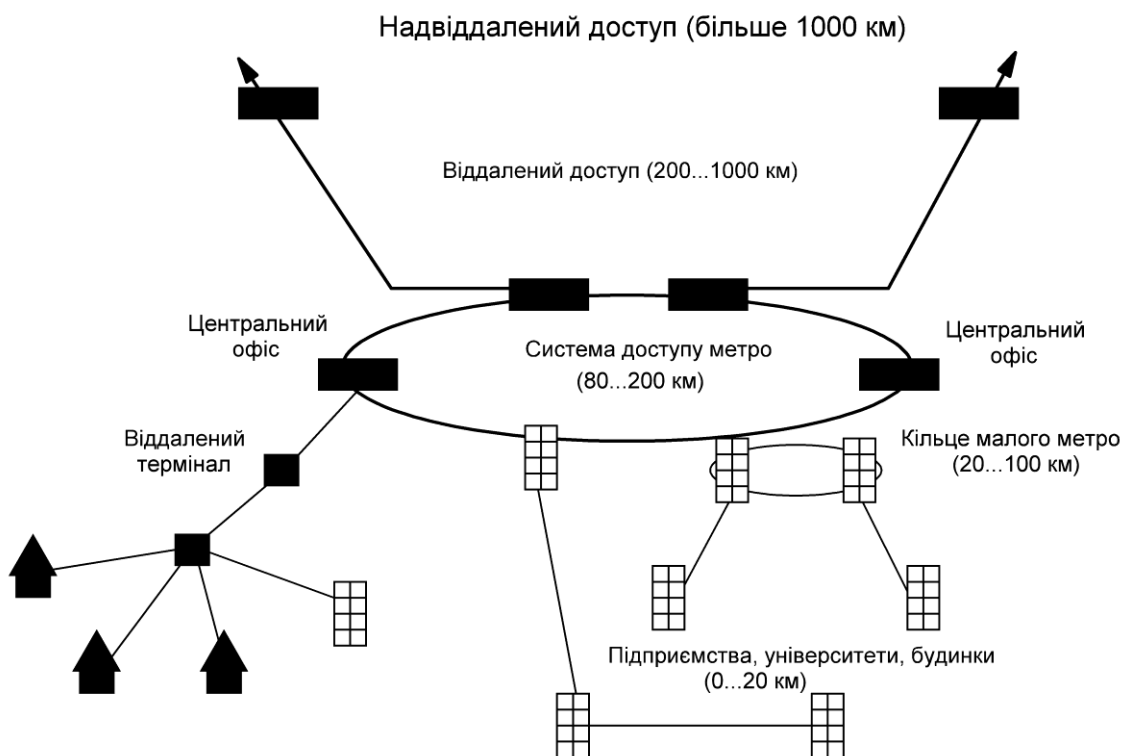 Надвіддалений доступ (більше 1000 км)
Віддалений доступ (200...1000 км)
Центральний
офіс
Система доступу метро
(80...200 км)
Центральний
офіс
Віддалений
термінал
Кільце малого метро
(20...100 км)
Підприємства, університети, будинки
(0...20 км)